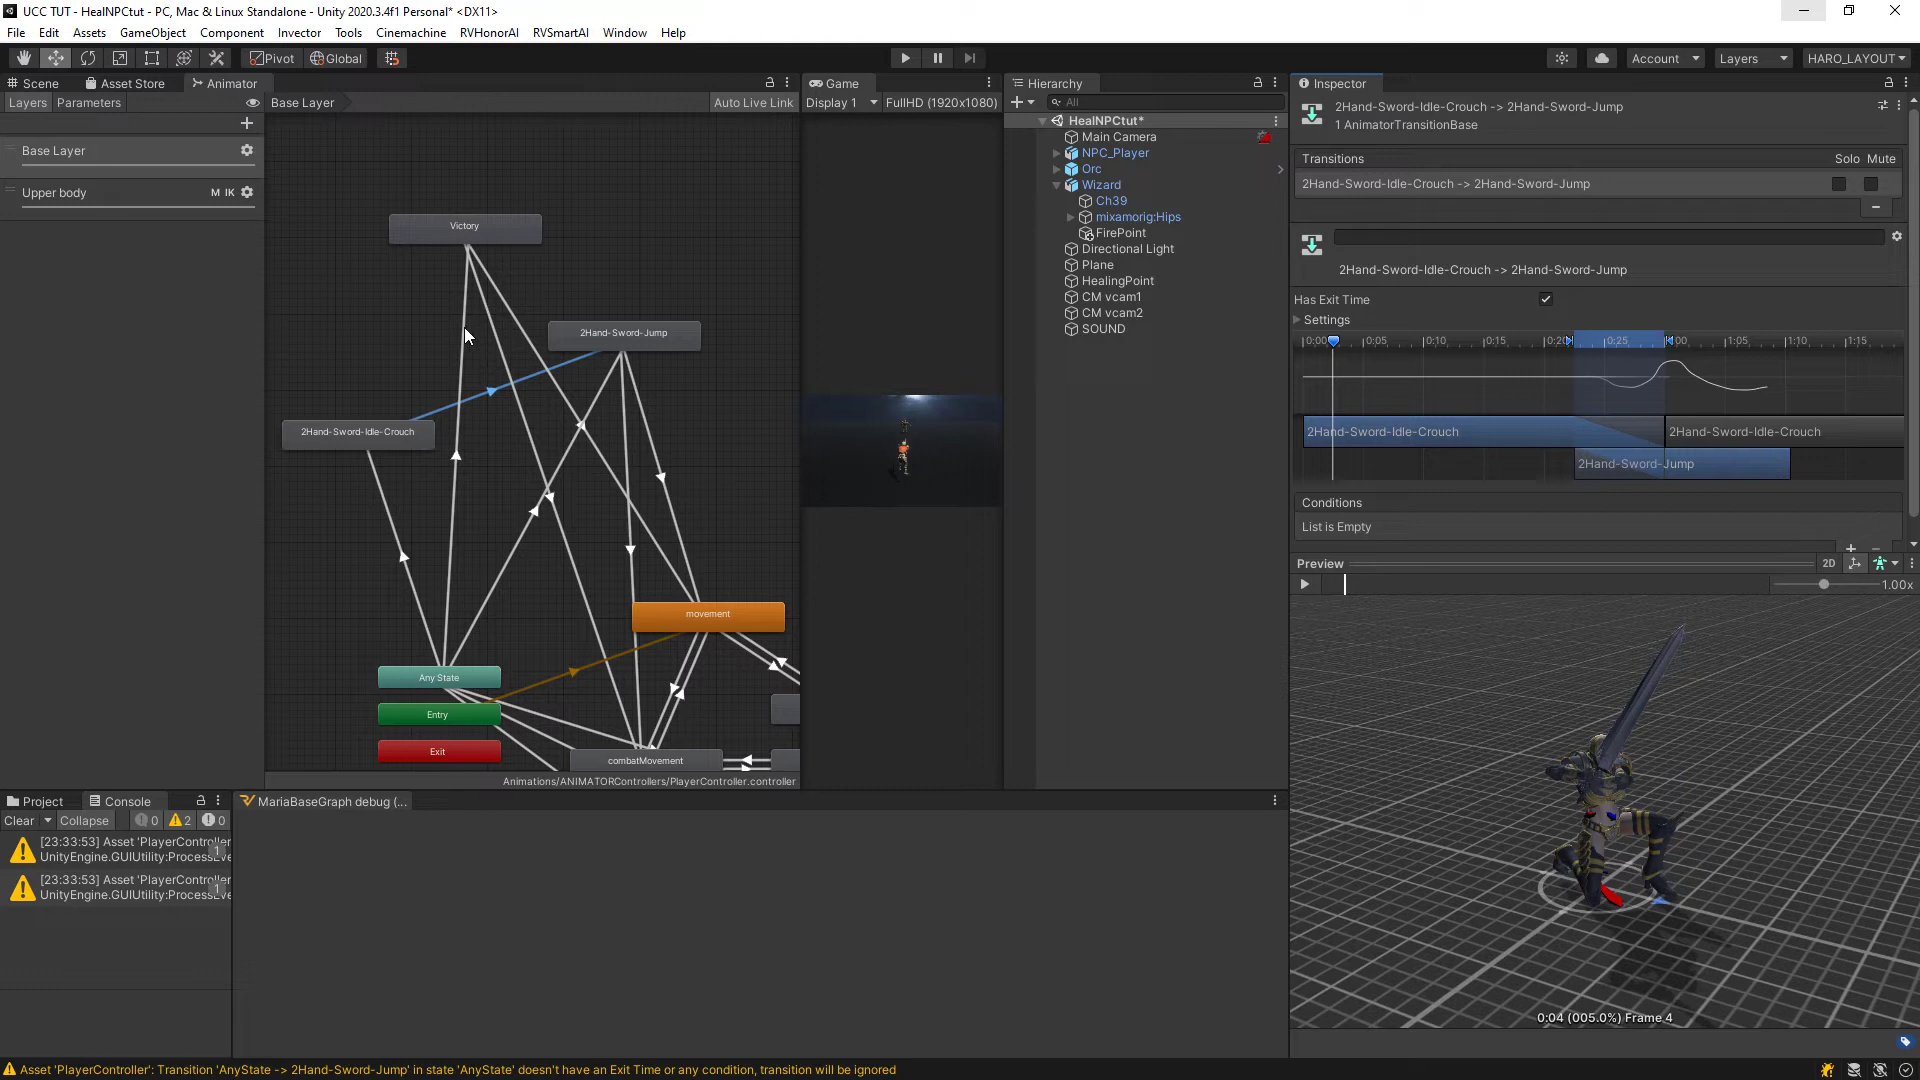 UCC TUT - HealNPCtut - PC, Mac & Linux Standalone - Unity 2020.3.4f1 Personal* <DX11>
File Edit Assets GameObject Component Invector Tools Cinemachine RVHonorAI RVSmartAI Window Help
Pivot Global Account Layers HARO_LAYOUT
Scene Asset Store Animator
Layers Parameters
Base Layer Auto Live Link
Base Layer
Upper body M IK
Victory
2Hand-Sword-Jump
2Hand-Sword-Idle-Crouch
movement
Any State
Entry
Exit
combatMovement
Animations/ANIMATORControllers/PlayerController.controller
Game
Display 1 FullHD (1920x1080)
Hierarchy
All
HealNPCtut*
Main Camera
NPC_Player
Orc
Wizard
Ch39
mixamorig:Hips
FirePoint
Directional Light
Plane
HealingPoint
CM vcam1
CM vcam2
SOUND
Inspector
2Hand-Sword-Idle-Crouch -> 2Hand-Sword-Jump
1 AnimatorTransitionBase
Transitions Solo Mute
2Hand-Sword-Idle-Crouch -> 2Hand-Sword-Jump
2Hand-Sword-Idle-Crouch -> 2Hand-Sword-Jump
Has Exit Time
Settings
0:00 0:05 0:10 0:15 0:20 0:25 1:05 1:10 1:15
2Hand-Sword-Idle-Crouch 2Hand-Sword-Idle-Crouch
2Hand-Sword-Jump
Conditions
List is Empty
Preview 2D
1.00x
0:04 (005.0%) Frame 4
Project Console
Clear Collapse 0 2 0
[23:33:53] Asset 'PlayerController
UnityEngine.GUIUtility:ProcessEve
1
[23:33:53] Asset 'PlayerController
UnityEngine.GUIUtility:ProcessEve
1
MariaBaseGraph debug (...
Asset 'PlayerController': Transition 'AnyState -> 2Hand-Sword-Jump' in state 'AnyState' doesn't have an Exit Time or any condition, transition will be ignored